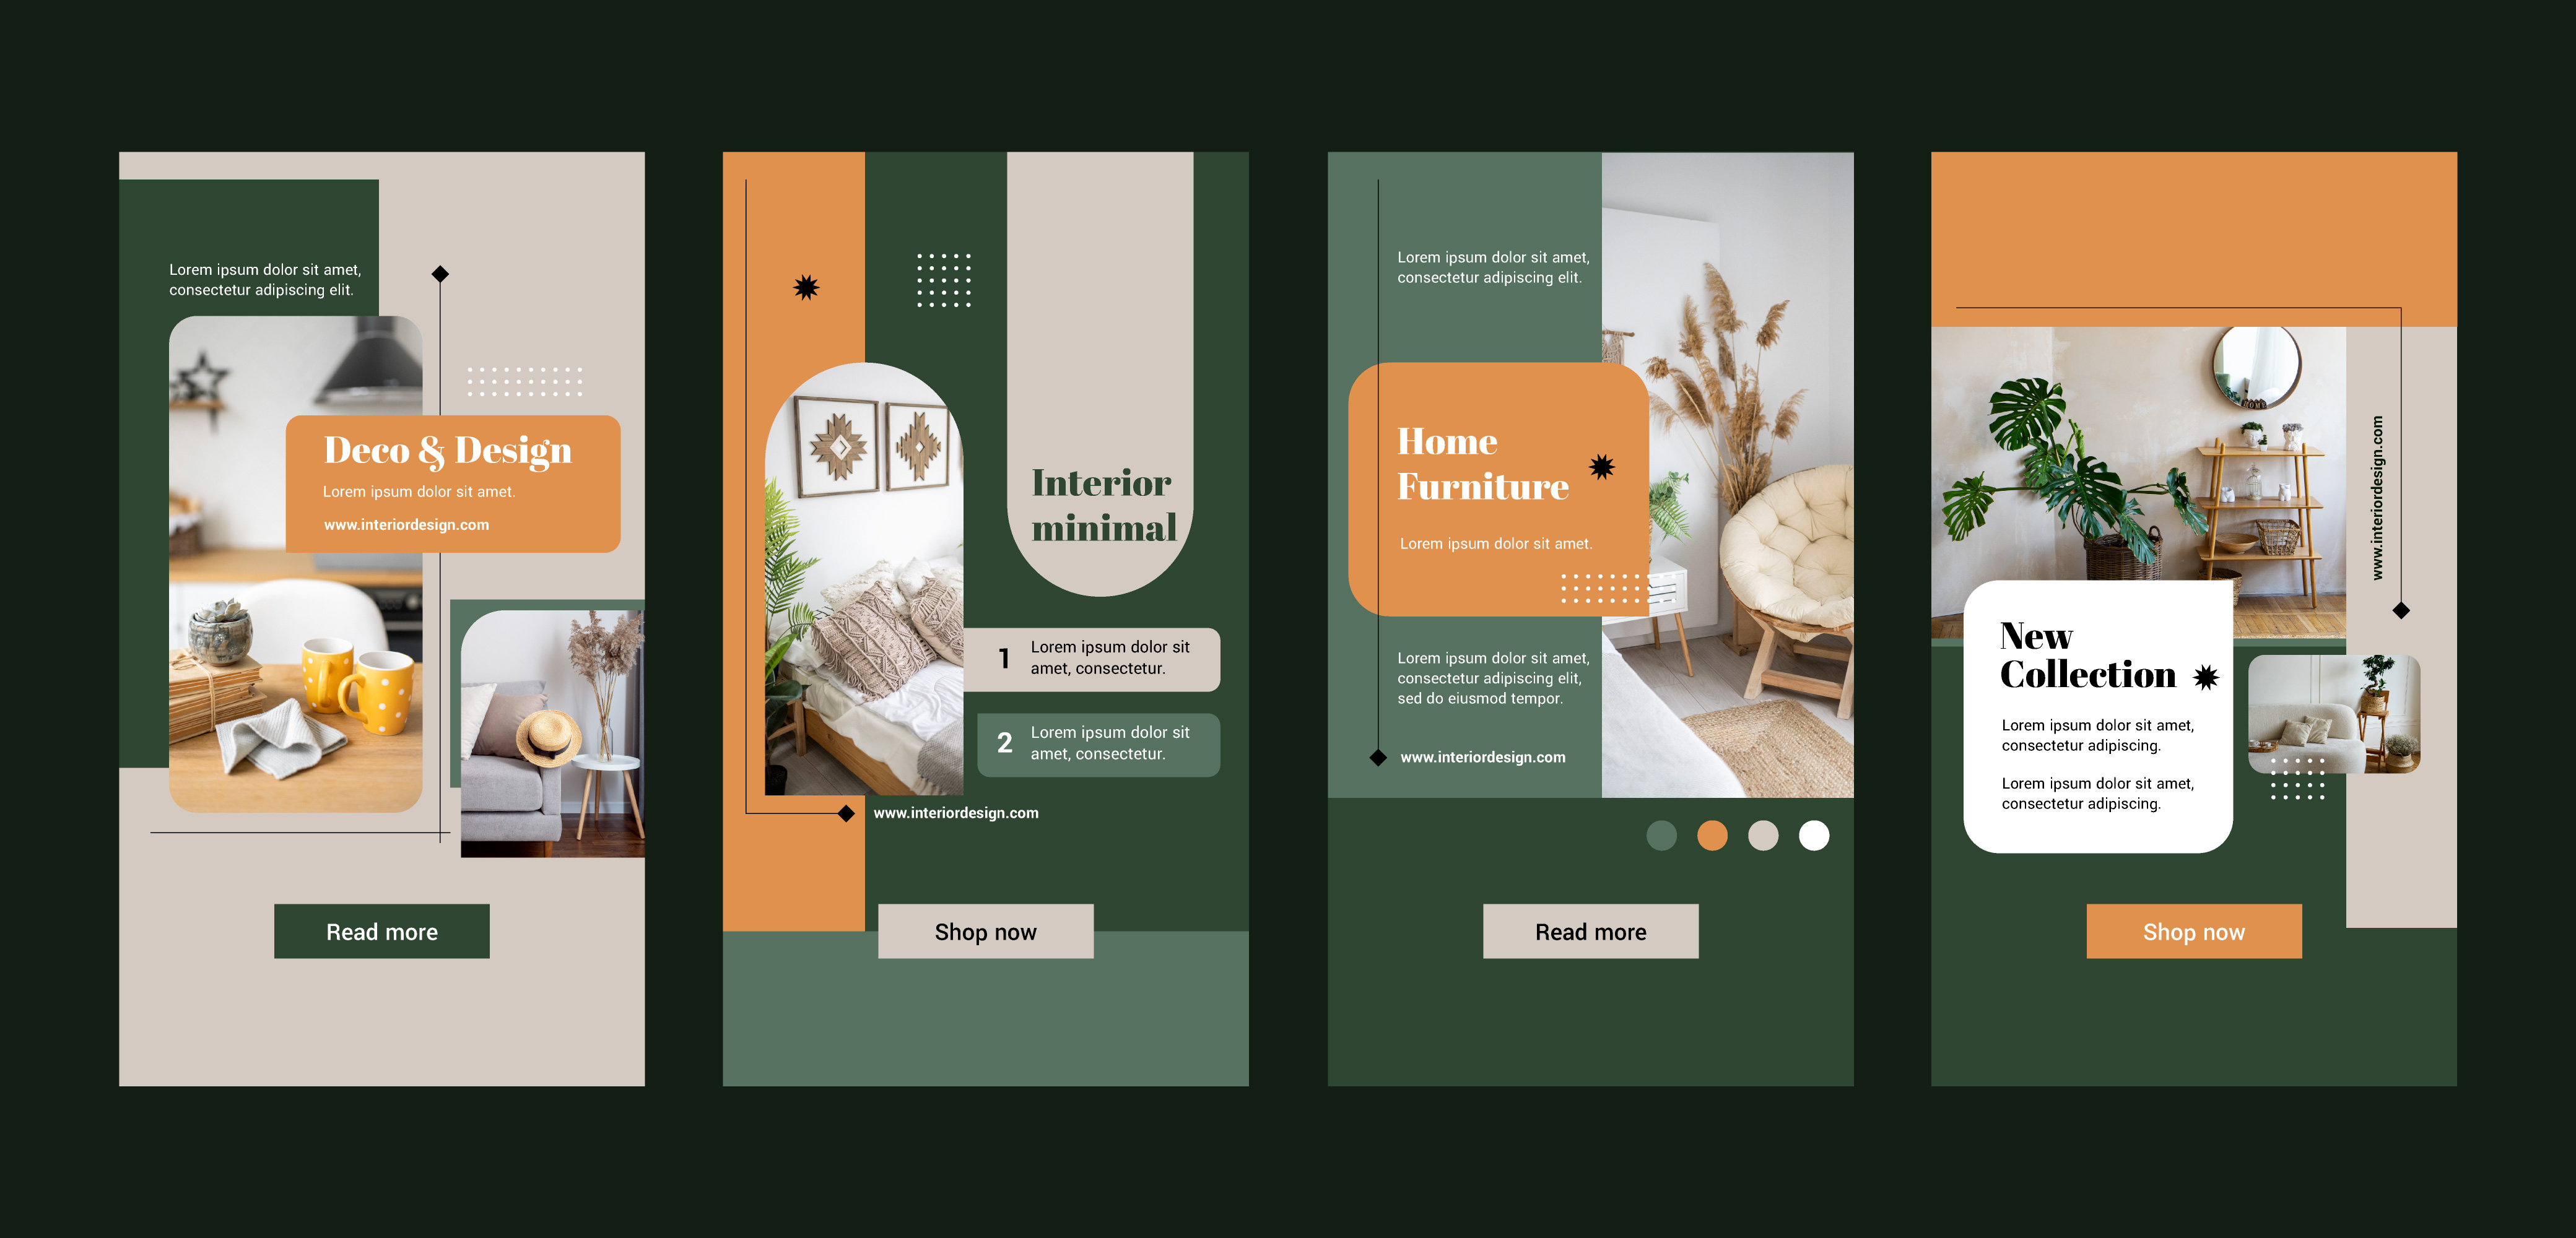 Lorem ipsum dolor sit amet,
consectetur adipiscing elit.
Deco & Design
Lorem ipsum dolor sit amet.
www.interiordesign.com
Read more
Interior
minimal
1
Lorem ipsum dolor sit
amet, consectetur.
2
Lorem ipsum dolor sit
amet, consectetur.
www.interiordesign.com
Shop now
Lorem ipsum dolor sit amet,
consectetur adipiscing elit.
Home
Furniture
Lorem ipsum dolor sit amet.
Lorem ipsum dolor sit amet,
consectetur adipiscing elit,
sed do eiusmod tempor.
www.interiordesign.com
Read more
www.interiordesign.com
New
Collection
Lorem ipsum dolor sit amet,
consectetur adipiscing.
Lorem ipsum dolor sit amet,
consectetur adipiscing.
Shop now